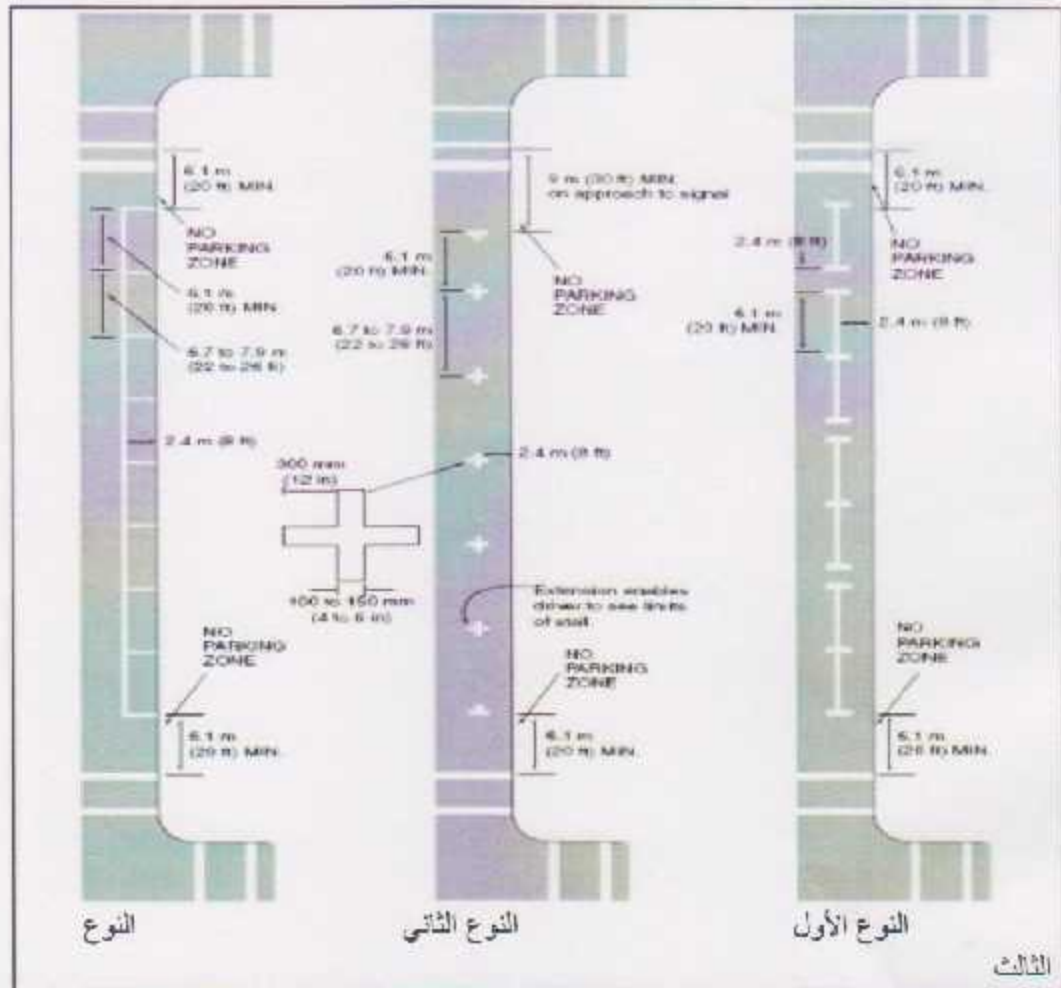 6.1 m
(20 ft) MIN.
NO
PARKING
ZONE
6.1 m
(20 ft) MIN.
6.7 to 7.9 m
(22 to 26 ft)
2.4 m (8 ft)
NO
PARKING
ZONE
6.1 m
(20 ft) MIN.
9 m (30 ft) MIN.
on approach to signal
6.1 m
(20 ft) MIN.
NO
PARKING
ZONE
6.7 to 7.9 m
(22 to 26 ft)
2.4 m (8 ft)
300 mm
(12 in)
100 to 150 mm
(4 to 6 in)
Extension enables
driver to see limits
of stall
NO
PARKING
ZONE
6.1 m
(20 ft) MIN.
6.1 m
(20 ft) MIN.
2.4 m (8 ft)
NO
PARKING
ZONE
6.1 m
(20 ft) MIN.
2.4 m (8 ft)
NO
PARKING
ZONE
6.1 m
(20 ft) MIN.
النوع الأول
النوع الثاني
النوع
الثالث